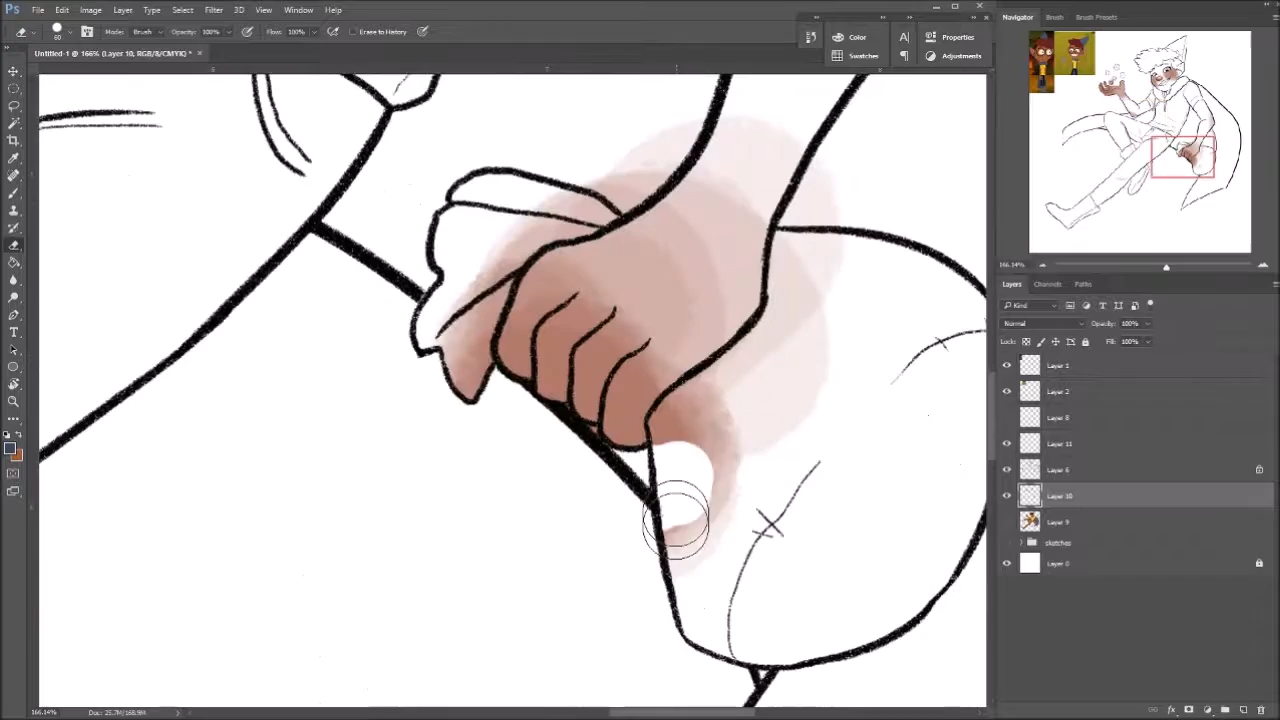 Ps File Edit Image Layer Type Select Filter 3D View Window Help
60 Mode: Brush Opacity: 100% Flow: 100% Erase to History
Untitled-1 @ 166% (Layer 10, RGB/8/CMYK) *
Color
Swatches
Properties
Adjustments
Navigator Brush Brush Presets
166.14%
Layers Channels Paths
Kind
Normal Opacity: 100%
Lock: Fill: 100%
Layer 1
Layer 2
Layer 8
Layer 11
Layer 6
Layer 10
Layer 9
sketches
Layer 0
166.14% Doc: 25.7M/168.9M